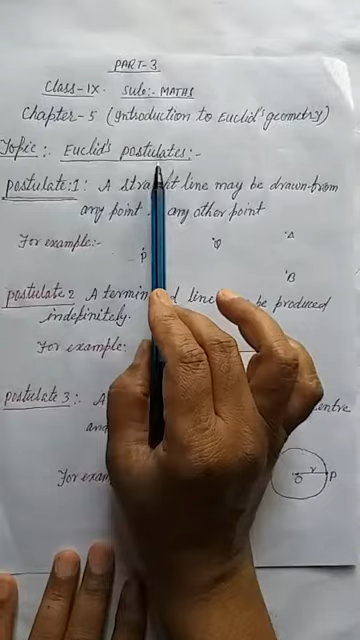 PART-3
Class-IX. Sub:- MATHS
Chapter-5 (Introduction to Euclid's geometry)
Topic:- Euclid's postulates:-
postulate:1: A straight line may be drawn from
any point any other point
For example:- P Q A
B
postulate 2 A line be produced
indefinitely.
For example:
postulate 3:. A centre
and
For exam O r P